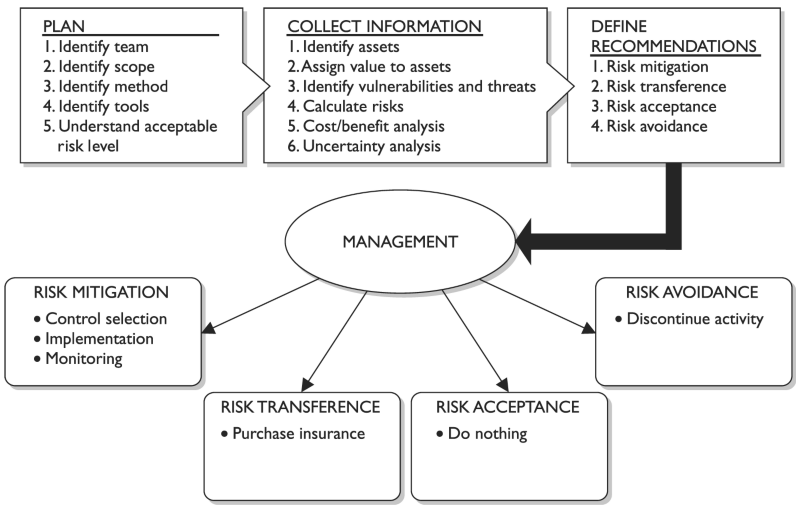 PLAN
1. Identify team
2. Identify scope
3. Identify method
4. Identify tools
5. Understand acceptable
risk level
COLLECT INFORMATION
1. Identify assets
2. Assign value to assets
3. Identify vulnerabilities and threats
4. Calculate risks
5. Cost/benefit analysis
6. Uncertainty analysis
DEFINE
RECOMMENDATIONS
1. Risk mitigation
2. Risk transference
3. Risk acceptance
4. Risk avoidance
MANAGEMENT
RISK MITIGATION
• Control selection
• Implementation
• Monitoring
RISK TRANSFERENCE
• Purchase insurance
RISK ACCEPTANCE
• Do nothing
RISK AVOIDANCE
• Discontinue activity